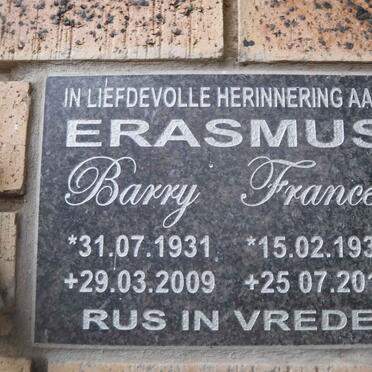 IN LIEFDEVOLLE HERINNERING AA
ERASMUS
Barry France
*31.07.1931 *15.02.193
+29.03.2009 +25 07.201
RUS IN VREDE